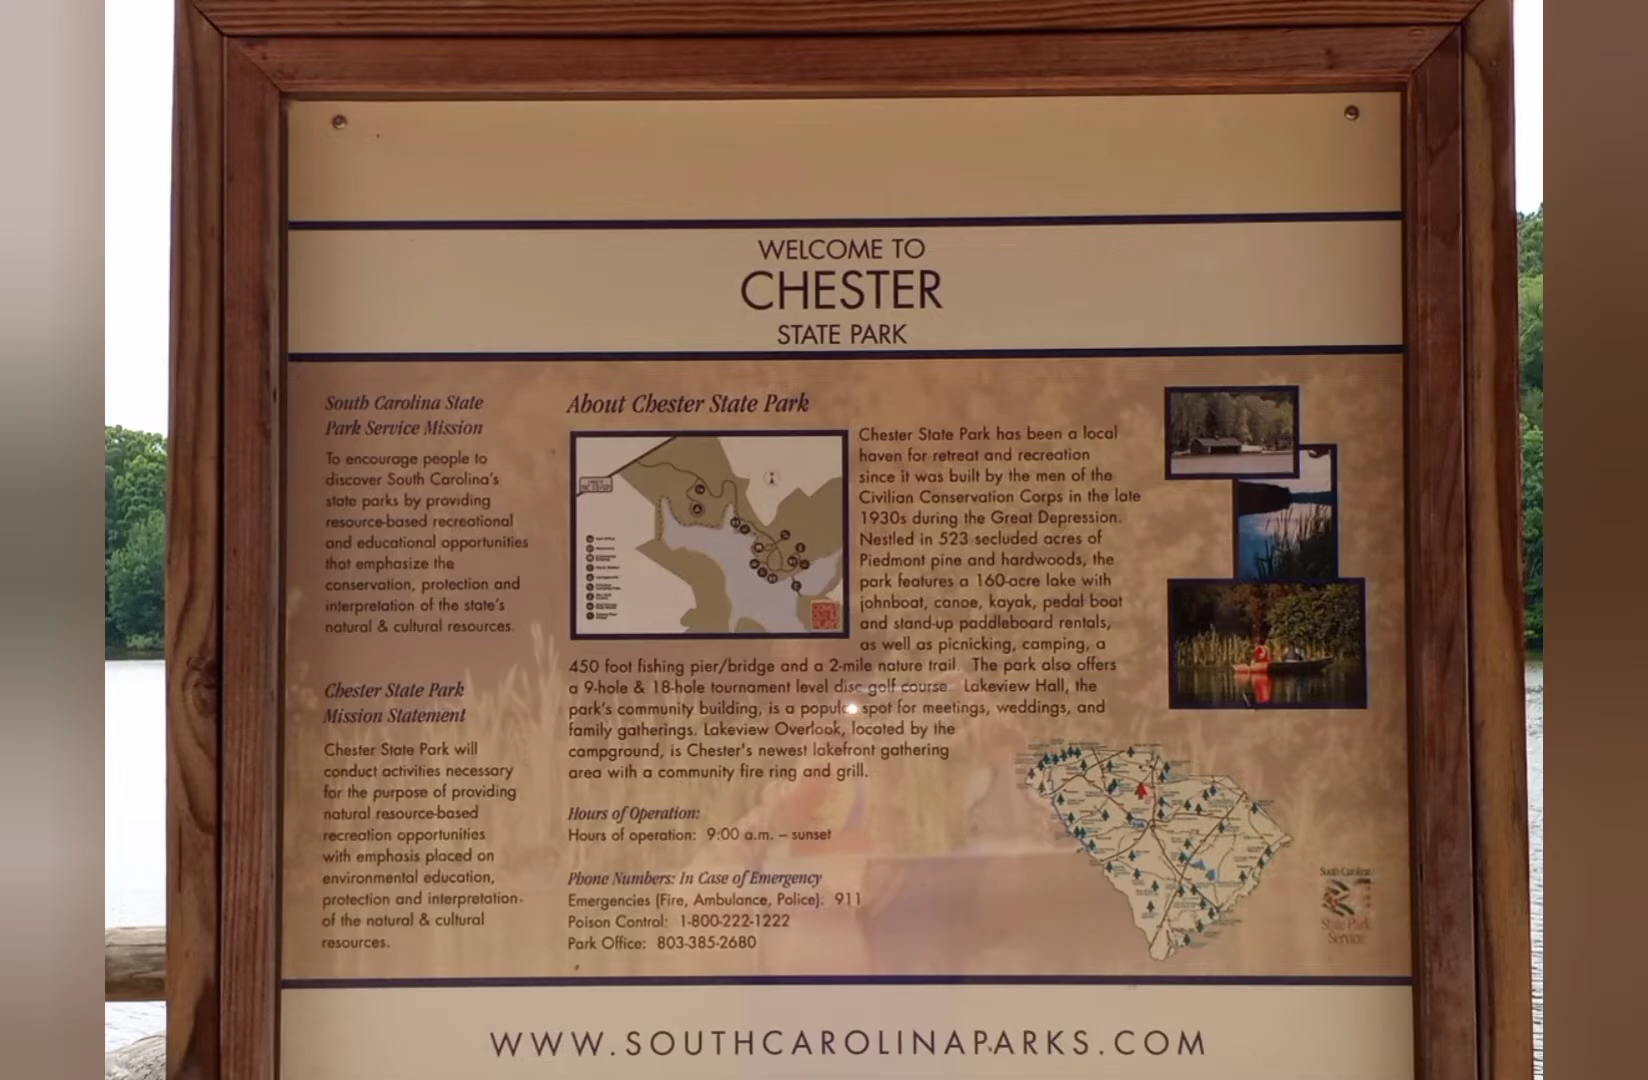 WELCOME TO
CHESTER
STATE PARK
South Carolina State
Park Service Mission
To encourage people to
discover South Carolina's
state parks by providing
resource-based recreational
and educational opportunities
that emphasize the
conservation, protection and
interpretation of the state's
natural & cultural resources.
Chester State Park
Mission Statement
Chester State Park will
conduct activities necessary
for the purpose of providing
natural resource-based
recreation opportunities
with emphasis placed on
environmental education,
protection and interpretation
of the natural & cultural
resources.
About Chester State Park
Chester State Park has been a local
haven for retreat and recreation
since it was built by the men of the
Civilian Conservation Corps in the late
1930s during the Great Depression.
Nestled in 523 secluded acres of
Piedmont pine and hardwoods, the
park features a 160-acre lake with
johnboat, canoe, kayak, pedal boat
and stand-up paddleboard rentals,
as well as picnicking, camping, a
450 foot fishing pier/bridge and a 2-mile nature trail. The park also offers
a 9-hole & 18-hole tournament level disc golf course. Lakeview Hall, the
park's community building, is a popular spot for meetings, weddings, and
family gatherings. Lakeview Overlook, located by the
campground, is Chester's newest lakefront gathering
area with a community fire ring and grill.
Hours of Operation:
Hours of operation: 9:00 a.m. – sunset
Phone Numbers: In Case of Emergency
Emergencies (Fire, Ambulance, Police): 911
Poison Control: 1-800-222-1222
Park Office: 803-385-2680
South Carolina
State Park
Service
WWW.SOUTHCAROLINAPARKS.COM